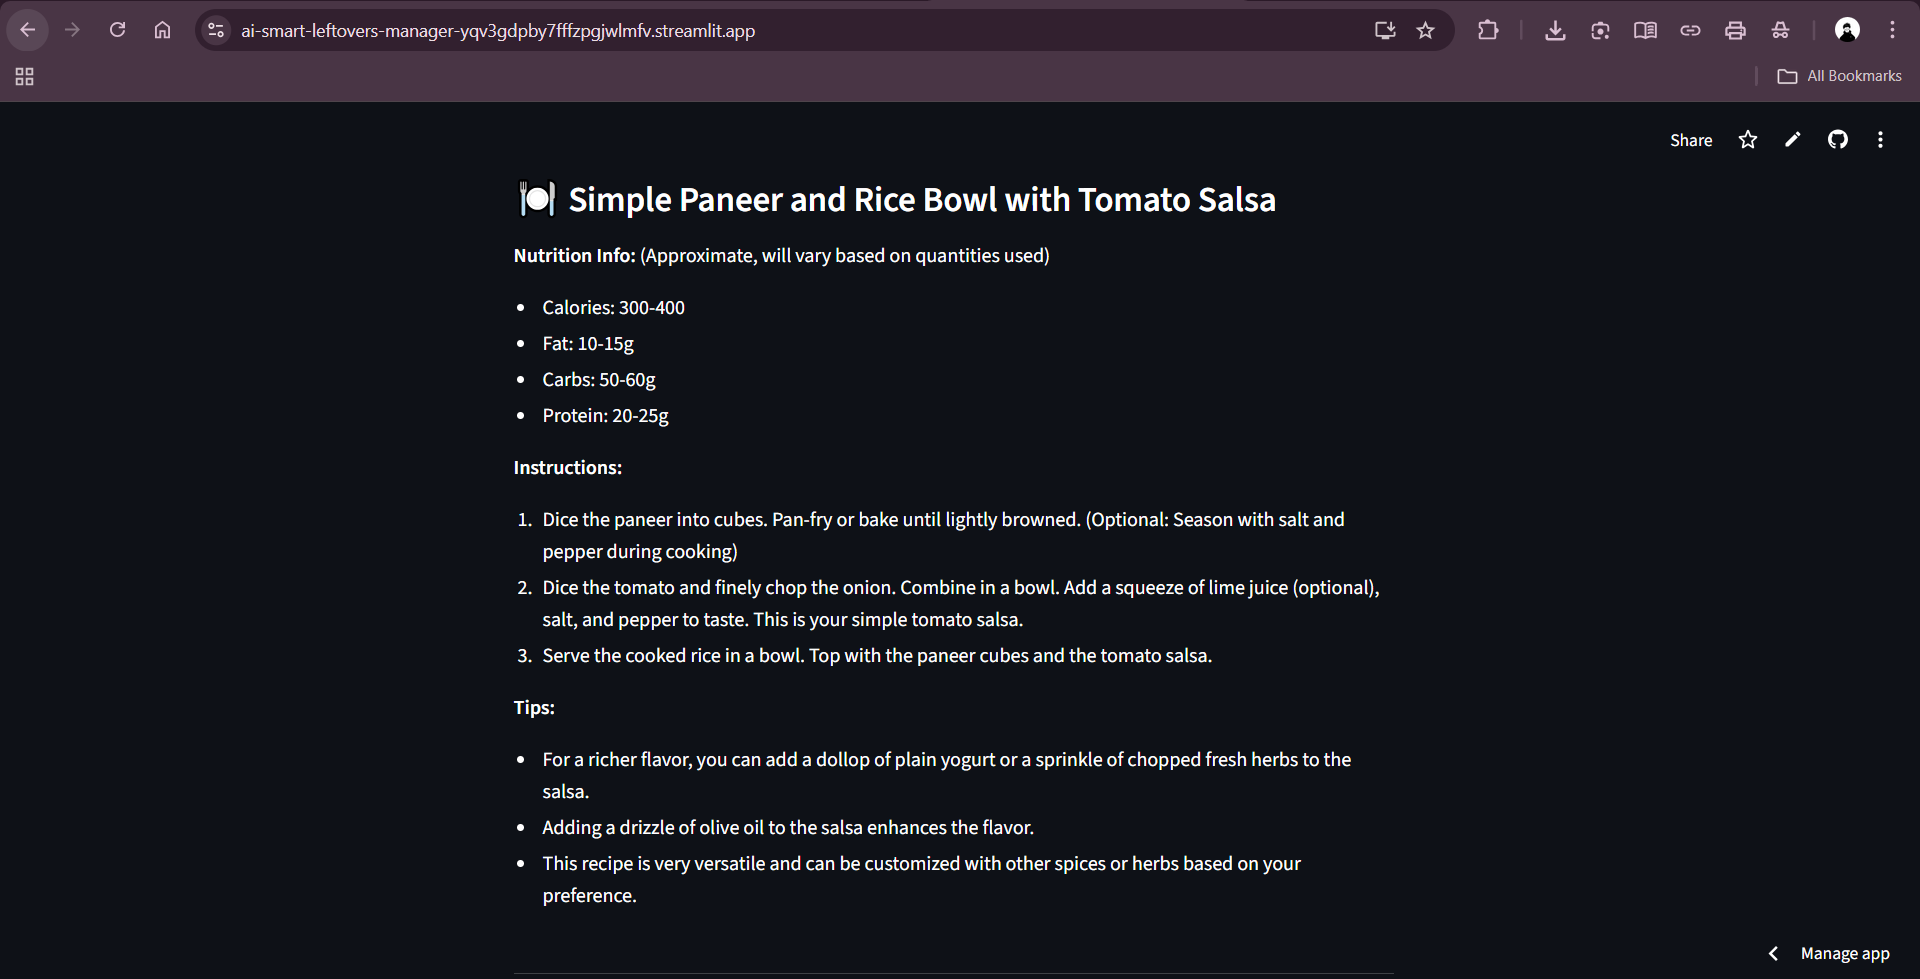 ai-smart-leftovers-manager-yqv3gdpby7fffzpgjwlmfv.streamlit.app
All Bookmarks
Share
Simple Paneer and Rice Bowl with Tomato Salsa
Nutrition Info: (Approximate, will vary based on quantities used)
• Calories: 300-400
• Fat: 10-15g
• Carbs: 50-60g
• Protein: 20-25g
Instructions:
1. Dice the paneer into cubes. Pan-fry or bake until lightly browned. (Optional: Season with salt and
pepper during cooking)
2. Dice the tomato and finely chop the onion. Combine in a bowl. Add a squeeze of lime juice (optional),
salt, and pepper to taste. This is your simple tomato salsa.
3. Serve the cooked rice in a bowl. Top with the paneer cubes and the tomato salsa.
Tips:
• For a richer flavor, you can add a dollop of plain yogurt or a sprinkle of chopped fresh herbs to the
salsa.
• Adding a drizzle of olive oil to the salsa enhances the flavor.
• This recipe is very versatile and can be customized with other spices or herbs based on your
preference.
Manage app